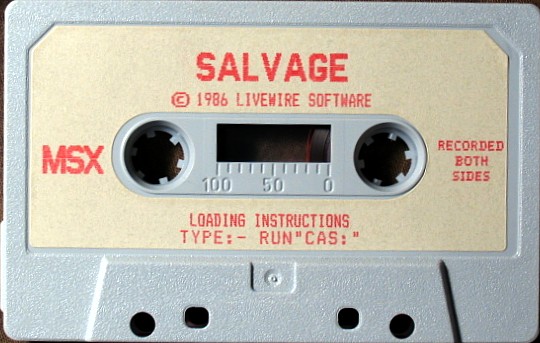 SALVAGE
© 1986 LIVEWIRE SOFTWARE
MSX
RECORDED
BOTH
SIDES
100 50 0
LOADING INSTRUCTIONS
TYPE:- RUN"CAS:"